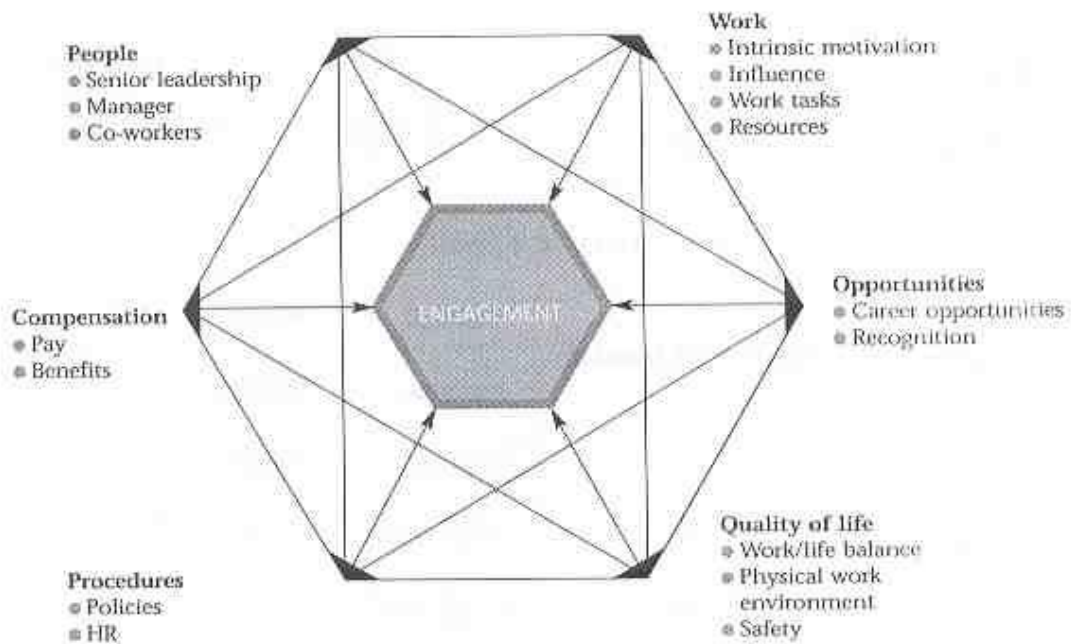 People
• Senior leadership
• Manager
• Co-workers
Work
• Intrinsic motivation
• Influence
• Work tasks
• Resources
Compensation
• Pay
• Benefits
ENGAGEMENT
Opportunities
• Career opportunities
• Recognition
Procedures
• Policies
• HR
Quality of life
• Work/life balance
• Physical work
environment
• Safety